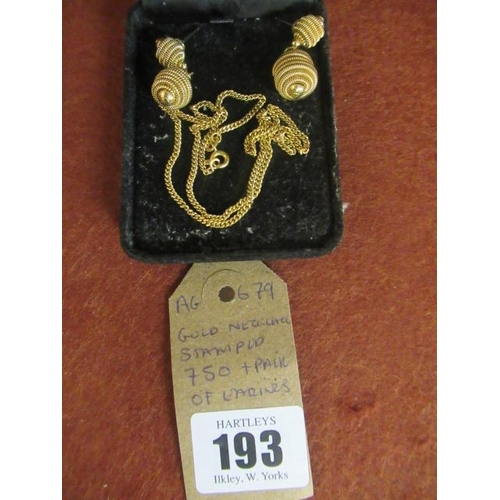 AG 679
GOLD NECKLACE
STAMPED
750 + PAIR
OF EARINGS
HARTLEYS
193
Ilkley, W. Yorks